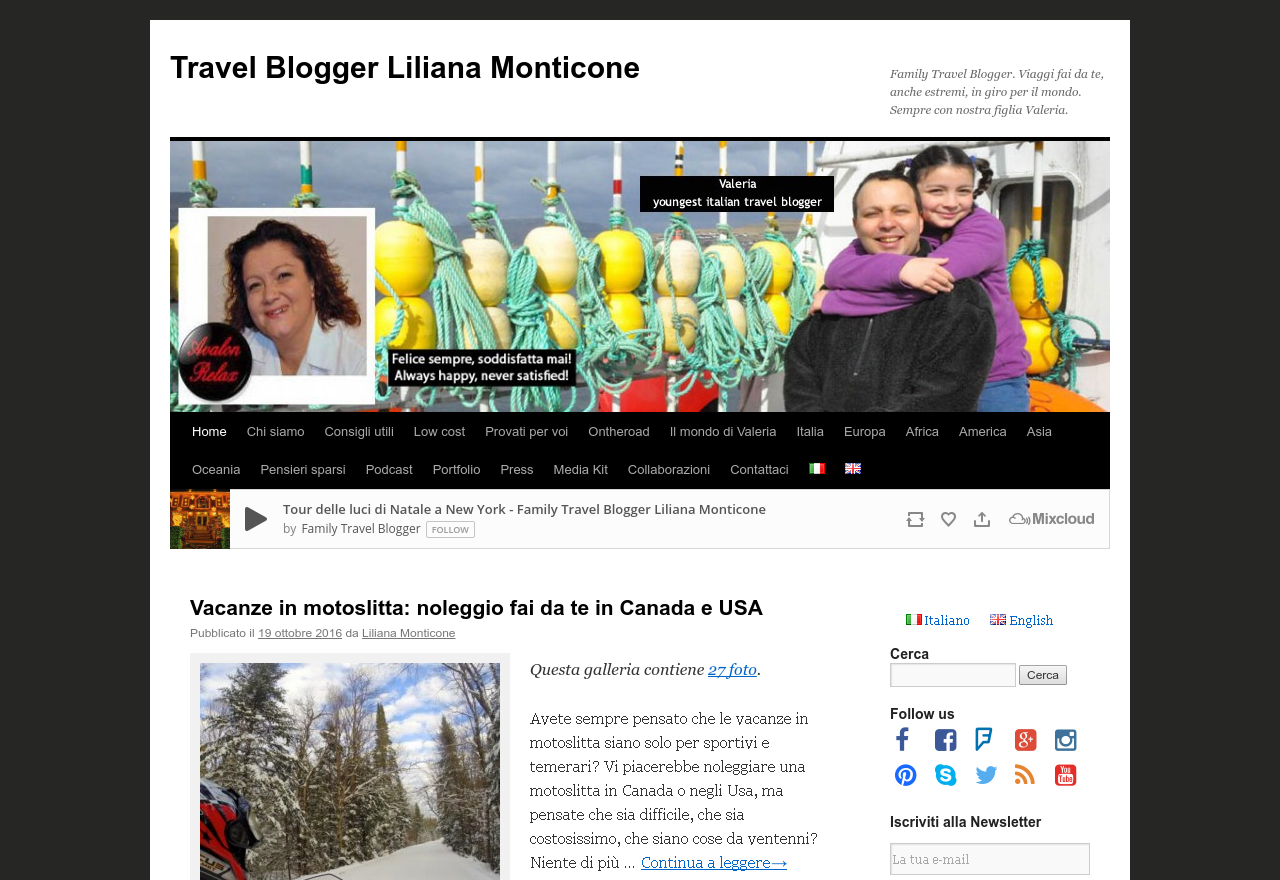 Travel Blogger Liliana Monticone
Family Travel Blogger. Viaggi fai da te,
anche estremi, in giro per il mondo.
Sempre con nostra figlia Valeria.
Valeria
youngest italian travel blogger
Avalon
Relax
Felice sempre, soddisfatta mai!
Always happy, never satisfied!
Home Chi siamo Consigli utili Low cost Provati per voi Ontheroad Il mondo di Valeria Italia Europa Africa America Asia
Oceania Pensieri sparsi Podcast Portfolio Press Media Kit Collaborazioni Contattaci
Tour delle luci di Natale a New York - Family Travel Blogger Liliana Monticone
by Family Travel Blogger FOLLOW
Mixcloud
Vacanze in motoslitta: noleggio fai da te in Canada e USA
Pubblicato il 19 ottobre 2016 da Liliana Monticone
Questa galleria contiene 27 foto.
Avete sempre pensato che le vacanze in
motoslitta siano solo per sportivi e
temerari? Vi piacerebbe noleggiare una
motoslitta in Canada o negli Usa, ma
pensate che sia difficile, che sia
costosissimo, che siano cose da ventenni?
Niente di più … Continua a leggere→
Italiano English
Cerca
Cerca
Follow us
You
Tube
Iscriviti alla Newsletter
La tua e-mail